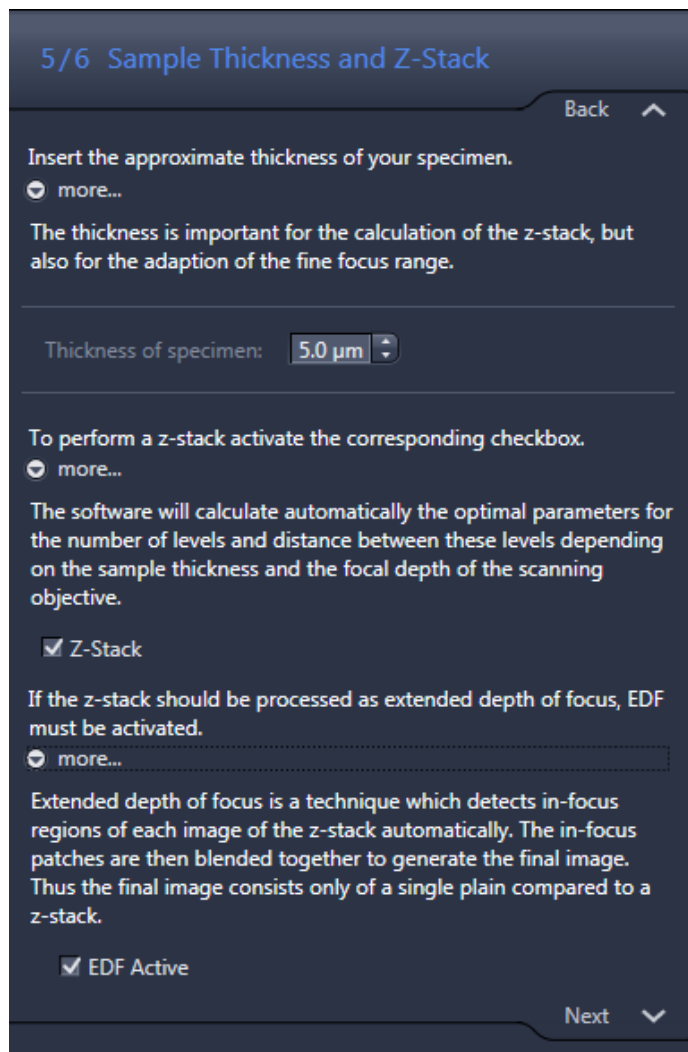 5/6 Sample Thickness and Z-Stack
Back
Insert the approximate thickness of your specimen.
more...
The thickness is important for the calculation of the z-stack, but
also for the adaption of the fine focus range.
Thickness of specimen: 5.0 µm
To perform a z-stack activate the corresponding checkbox.
more...
The software will calculate automatically the optimal parameters for
the number of levels and distance between these levels depending
on the sample thickness and the focal depth of the scanning
objective.
Z-Stack
If the z-stack should be processed as extended depth of focus, EDF
must be activated.
more...
Extended depth of focus is a technique which detects in-focus
regions of each image of the z-stack automatically. The in-focus
patches are then blended together to generate the final image.
Thus the final image consists only of a single plain compared to a
z-stack.
EDF Active
Next